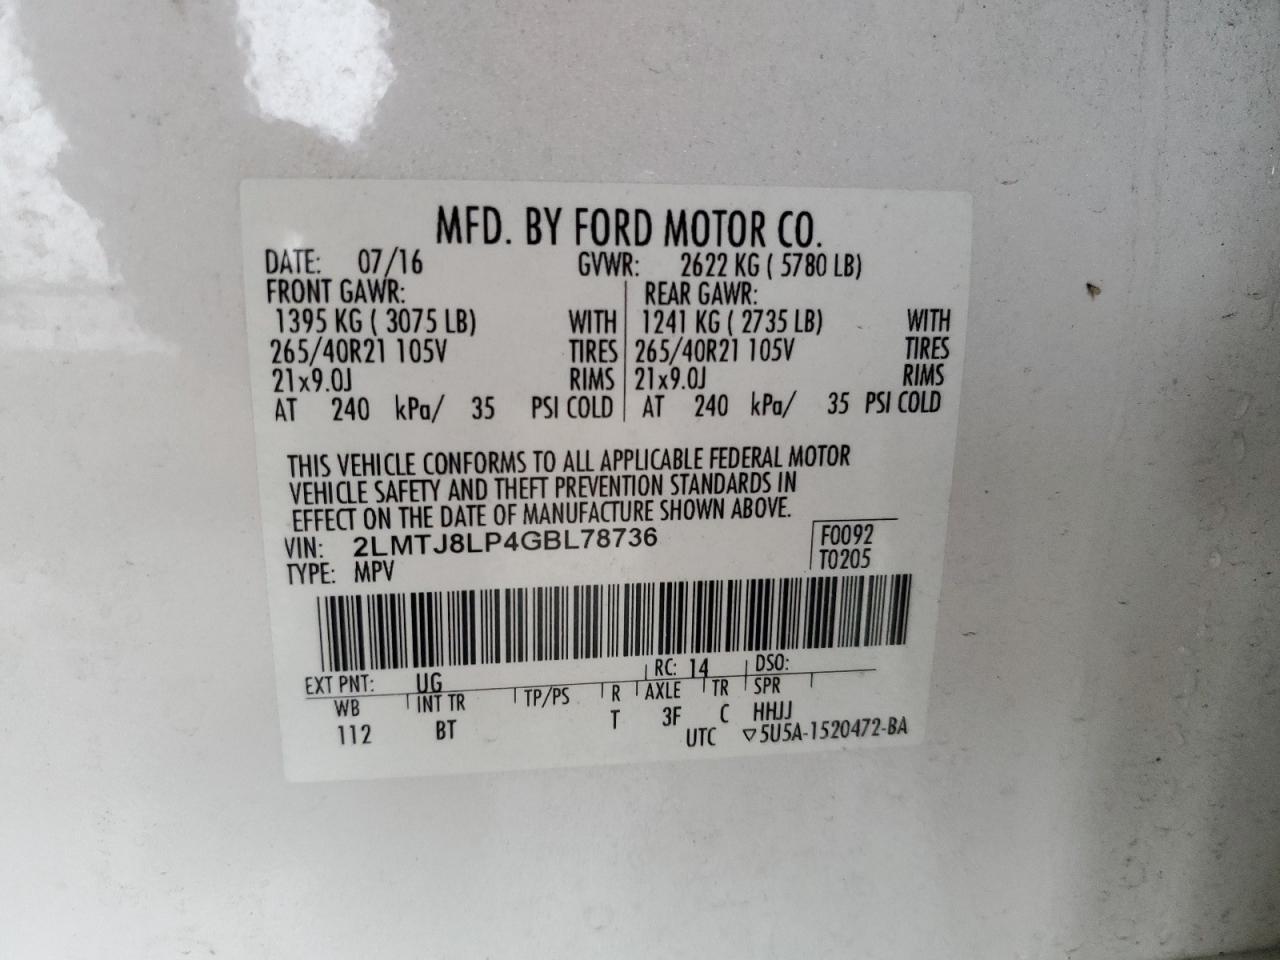 MFD. BY FORD MOTOR CO.
DATE: 07/16 GVWR: 2622 KG ( 5780 LB)
FRONT GAWR: REAR GAWR:
1395 KG ( 3075 LB) WITH 1241 KG ( 2735 LB) WITH
265/40R21 105V TIRES 265/40R21 105V TIRES
21x9.0J RIMS 21x9.0J RIMS
AT 240 kPa/ 35 PSI COLD AT 240 kPa/ 35 PSI COLD
THIS VEHICLE CONFORMS TO ALL APPLICABLE FEDERAL MOTOR
VEHICLE SAFETY AND THEFT PREVENTION STANDARDS IN
EFFECT ON THE DATE OF MANUFACTURE SHOWN ABOVE.
VIN: 2LMTJ8LP4GBL78736 F0092
TYPE: MPV T0205
EXT PNT: UG RC: 14 DSO:
WB INT TR TP/PS R AXLE TR SPR
112 BT T 3F C HHJJ
UTC ▽5U5A-1520472-BA